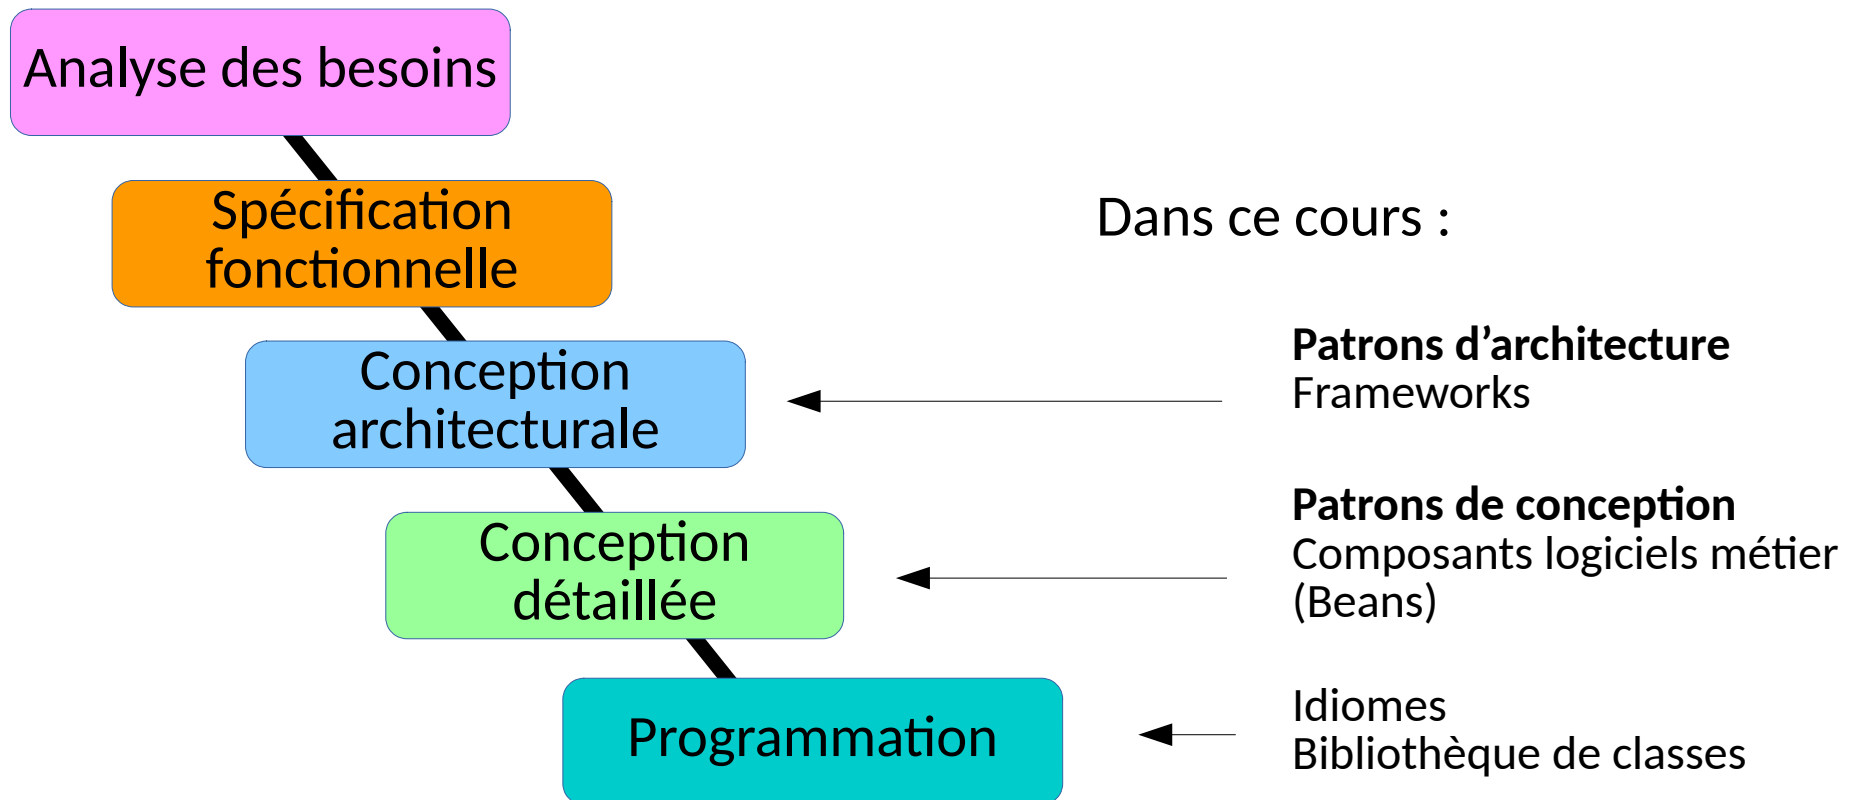 Analyse des besoins
Spécification
fonctionnelle
Dans ce cours :
Conception
architecturale
Patrons d’architecture
Frameworks
Conception
détaillée
Patrons de conception
Composants logiciels métier
(Beans)
Programmation
Idiomes
Bibliothèque de classes